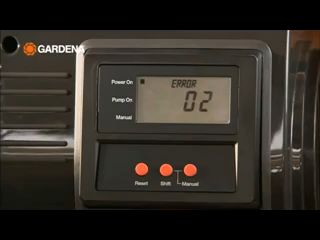 GARDENA
Power On
ERROR
Pump On
02
Manual
Reset
Shift
Manual